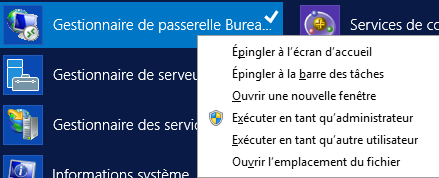 Gestionnaire de passerelle Burea...
Services de co
Épingler à l'écran d'accueil
Épingler à la barre des tâches
Gestionnaire de serveu
Ouvrir une nouvelle fenêtre
Exécuter en tant qu'administrateur
Gestionnaire des servic
Exécuter en tant qu'autre utilisateur
Ouvrir l'emplacement du fichier
Informations système